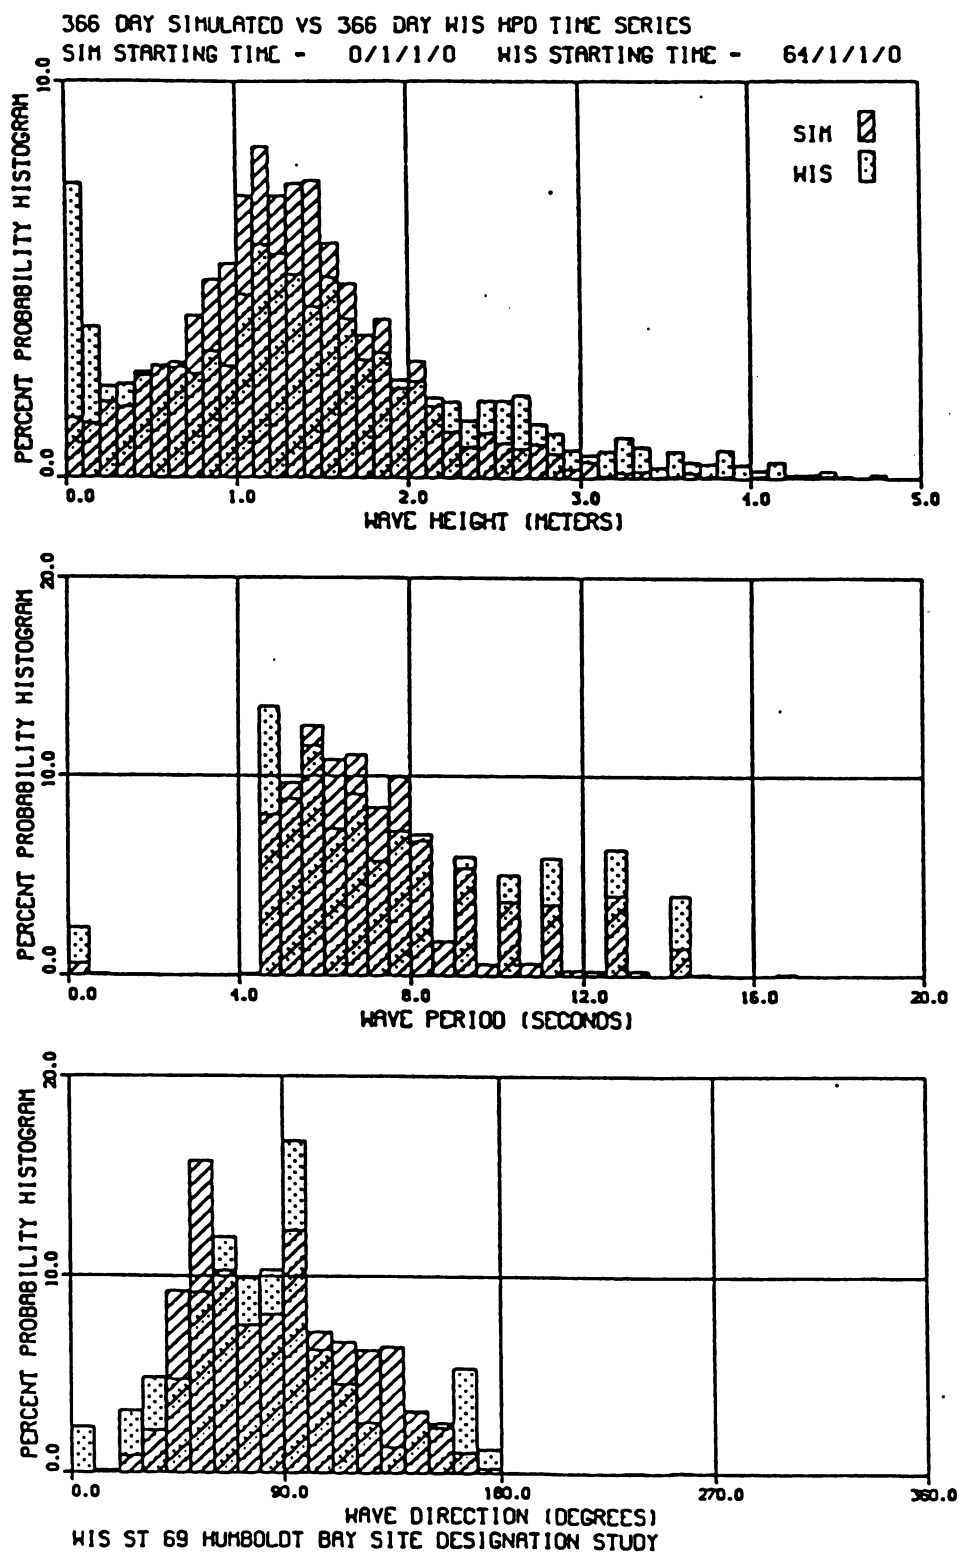 366 DAY SIMULATED VS 366 DAY WIS HPD TIME SERIES
SIM STARTING TIME - 0/1/1/0 WIS STARTING TIME - 64/1/1/0
PERCENT PROBABILITY HISTOGRAM
10.0
0.0
SIM
WIS
0.0 1.0 2.0 3.0 4.0 5.0
WAVE HEIGHT (METERS)
PERCENT PROBABILITY HISTOGRAM
20.0
10.0
0.0
0.0 4.0 8.0 12.0 16.0 20.0
WAVE PERIOD (SECONDS)
PERCENT PROBABILITY HISTOGRAM
20.0
10.0
0.0
0.0 90.0 180.0 270.0 360.0
WAVE DIRECTION (DEGREES)
WIS ST 69 HUMBOLDT BAY SITE DESIGNATION STUDY